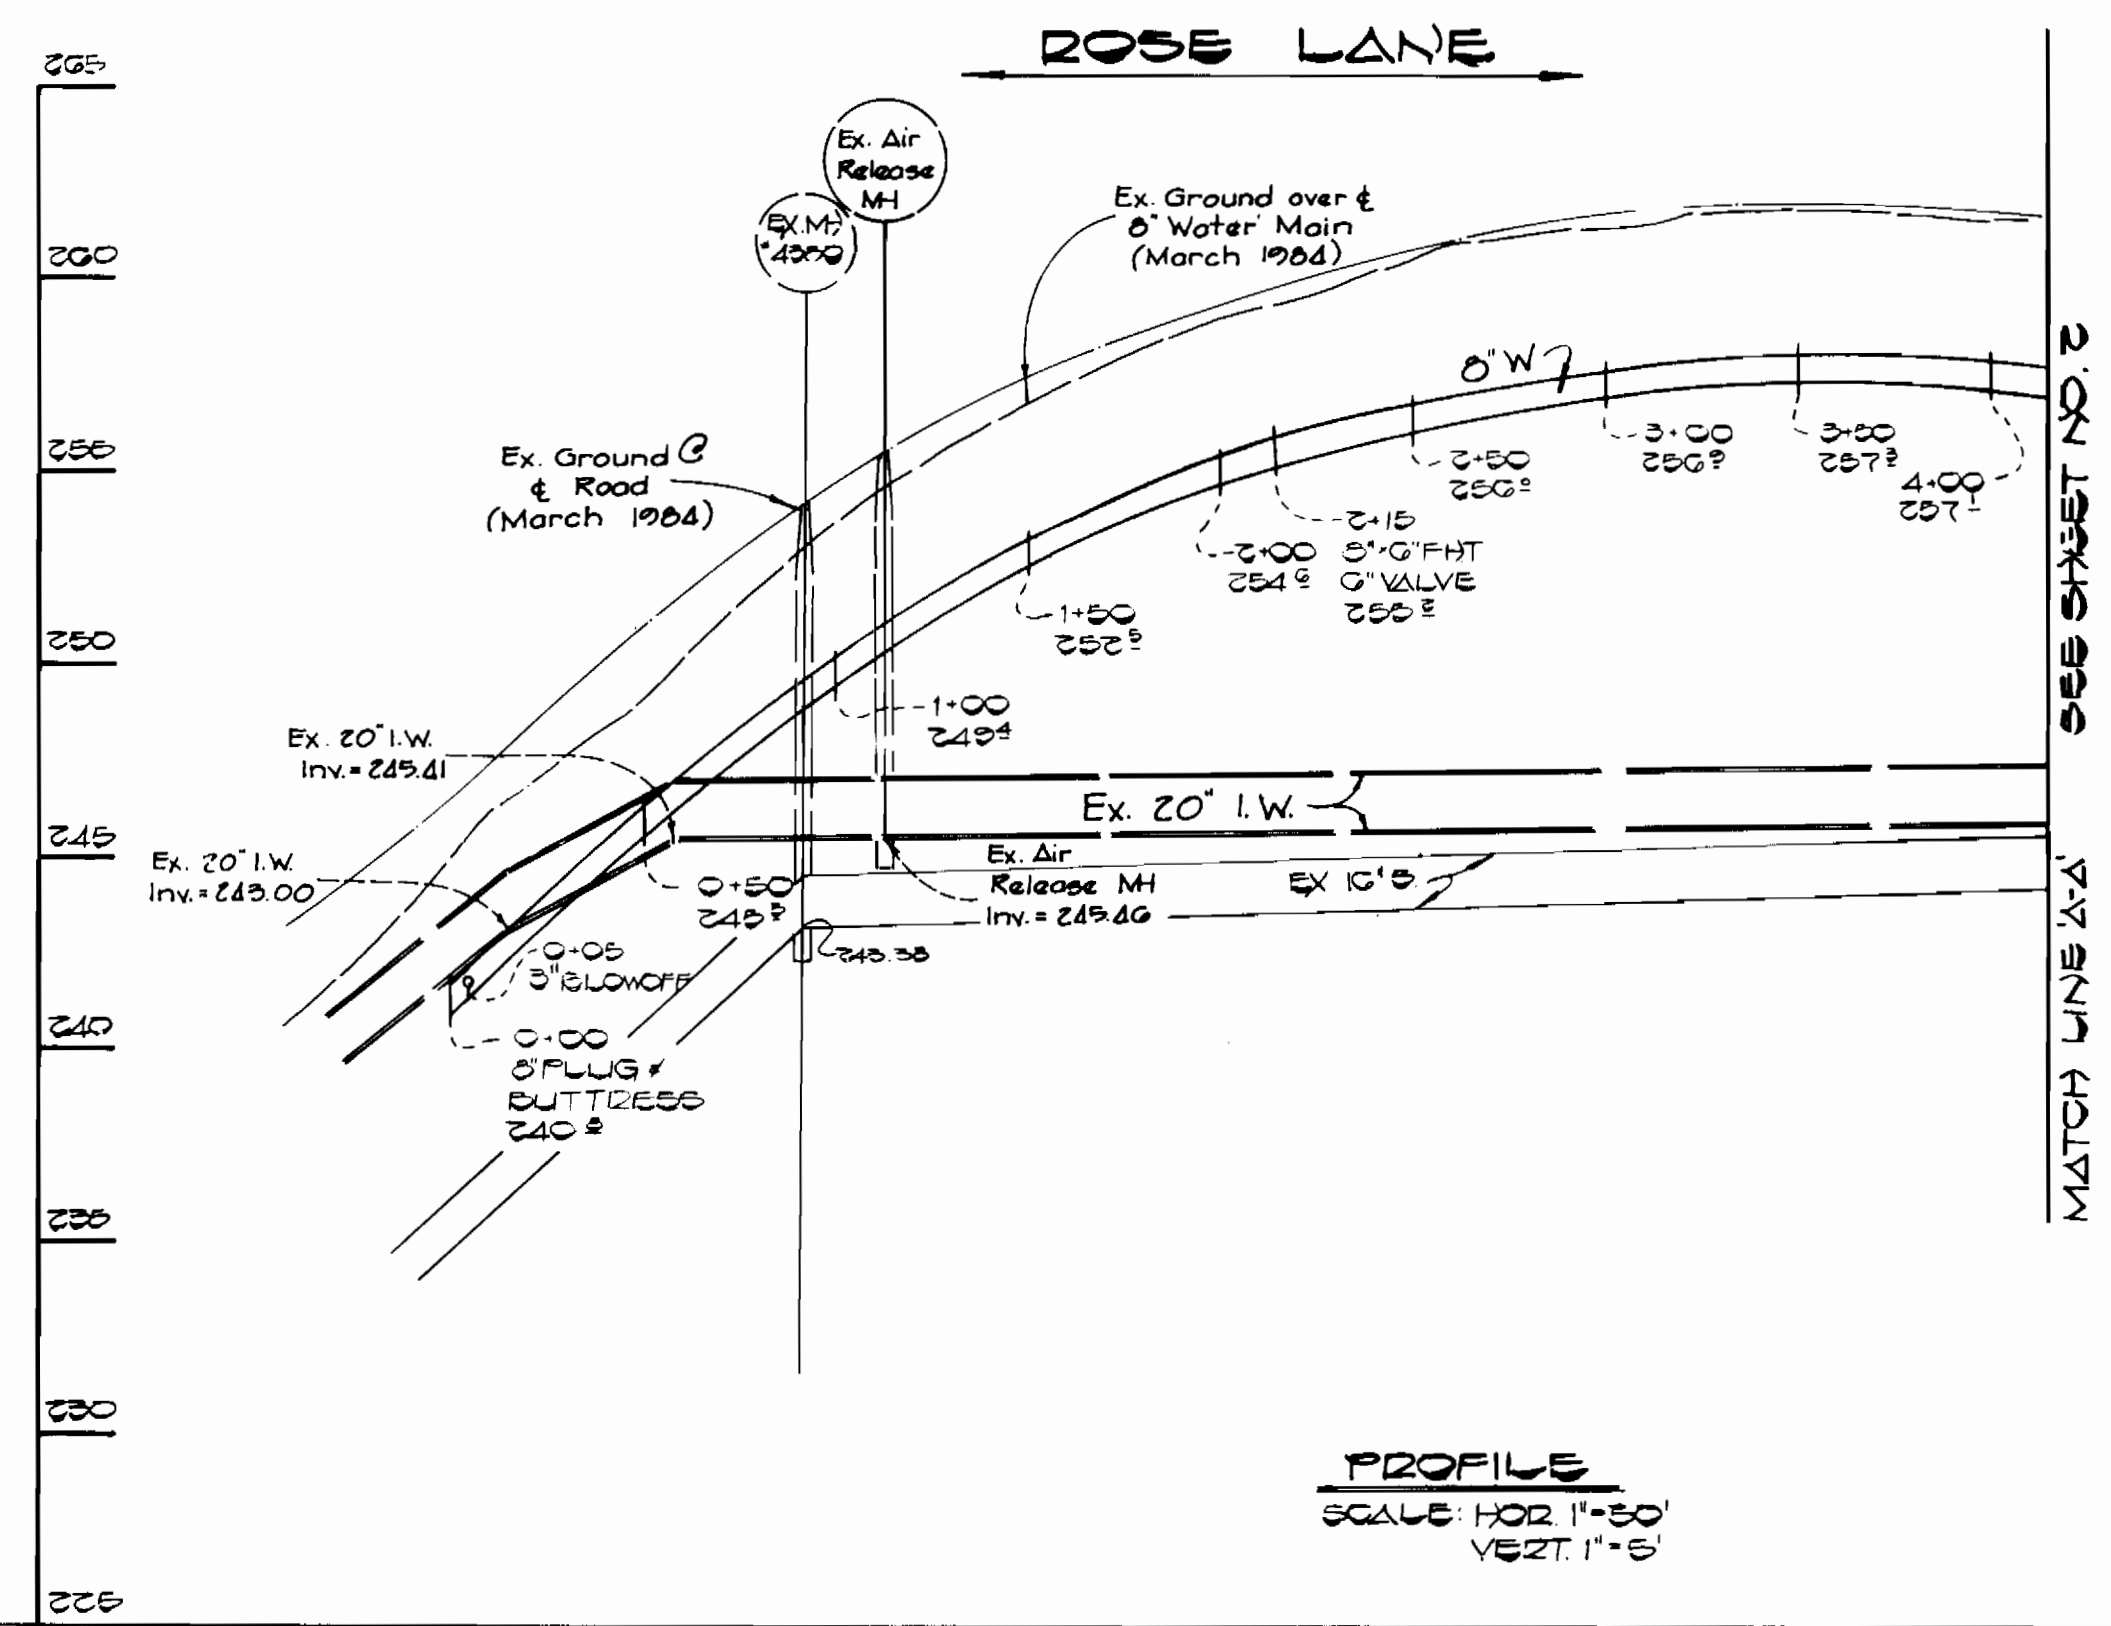 ROSE LANE
265
260
255
250
245
240
235
230
225
Ex. Air
Release
MH
EX. MH
Ex. Ground over ℄
8" Water Main
(March 1984)
Ex. Ground @
℄ Road
(March 1984)
8" W
3+00
256⁹
3+50
257³
4+00
257¹
2+50
256⁰
2+15
8"×6" FHT
6" VALVE
255²
2+00
254⁶
1+50
252⁵
1+00
249⁴
Ex. 20" I.W.
Inv. = 245.41
Ex. 20" I.W.
Ex. 20" I.W.
Inv. = 243.00
Ex. Air
Release MH
Inv. = 245.46
EX 16" S.
0+50
243.38
0+05
3" BLOWOFF
0+00
8" PLUG &
BUTTRESS
SEE SHEET NO. 2
MATCH LINE 'A-A'
PROFILE
SCALE: HOR. 1"=50'
VERT. 1"=5'